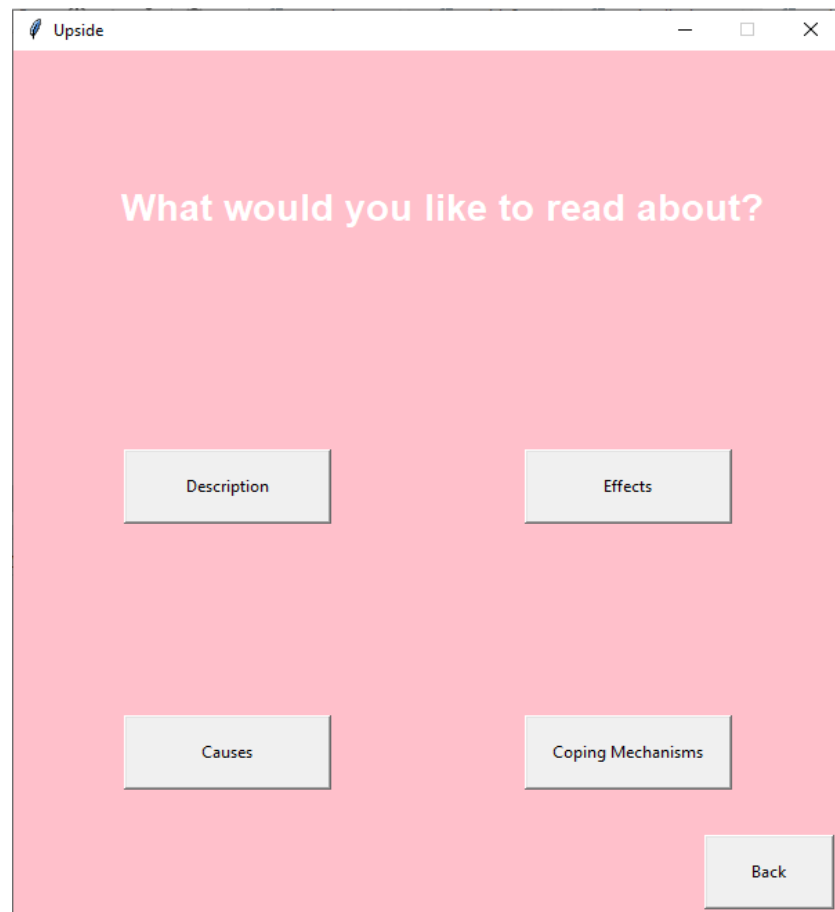 Upside
What would you like to read about?
Description
Effects
Causes
Coping Mechanisms
Back